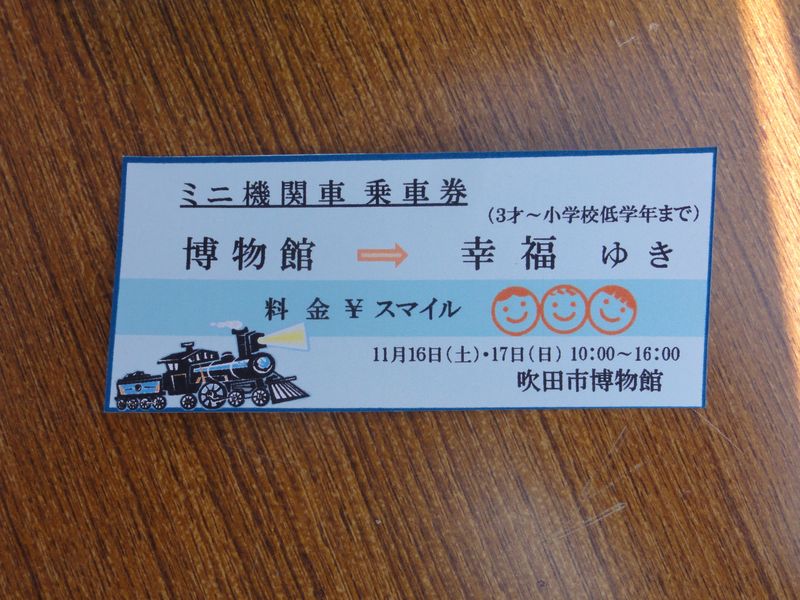 ミニ機関車 乗車券
(3才～小学校低学年まで)
博物館 → 幸福 ゆき
料金 ¥ スマイル
11月16日(土)・17日(日) 10:00～16:00
吹田市博物館